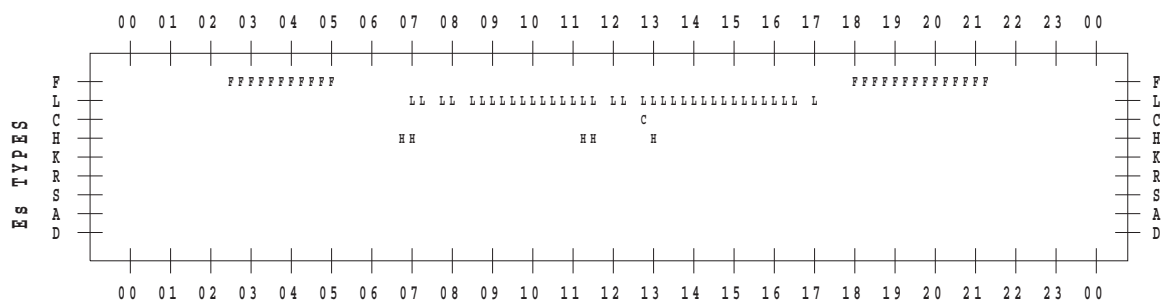 00 01 02 03 04 05 06 07 08 09 10 11 12 13 14 15 16 17 18 19 20 21 22 23 00
Es TYPES
F FFFFFFFFFFF FFFFFFFFFFFFFF F
L LL LL LLLLLLLLLLLLL LL LLLLLLLLLLLLLLLL L L
C C C
H HH HH H H
K K
R R
S S
A A
D D
00 01 02 03 04 05 06 07 08 09 10 11 12 13 14 15 16 17 18 19 20 21 22 23 00